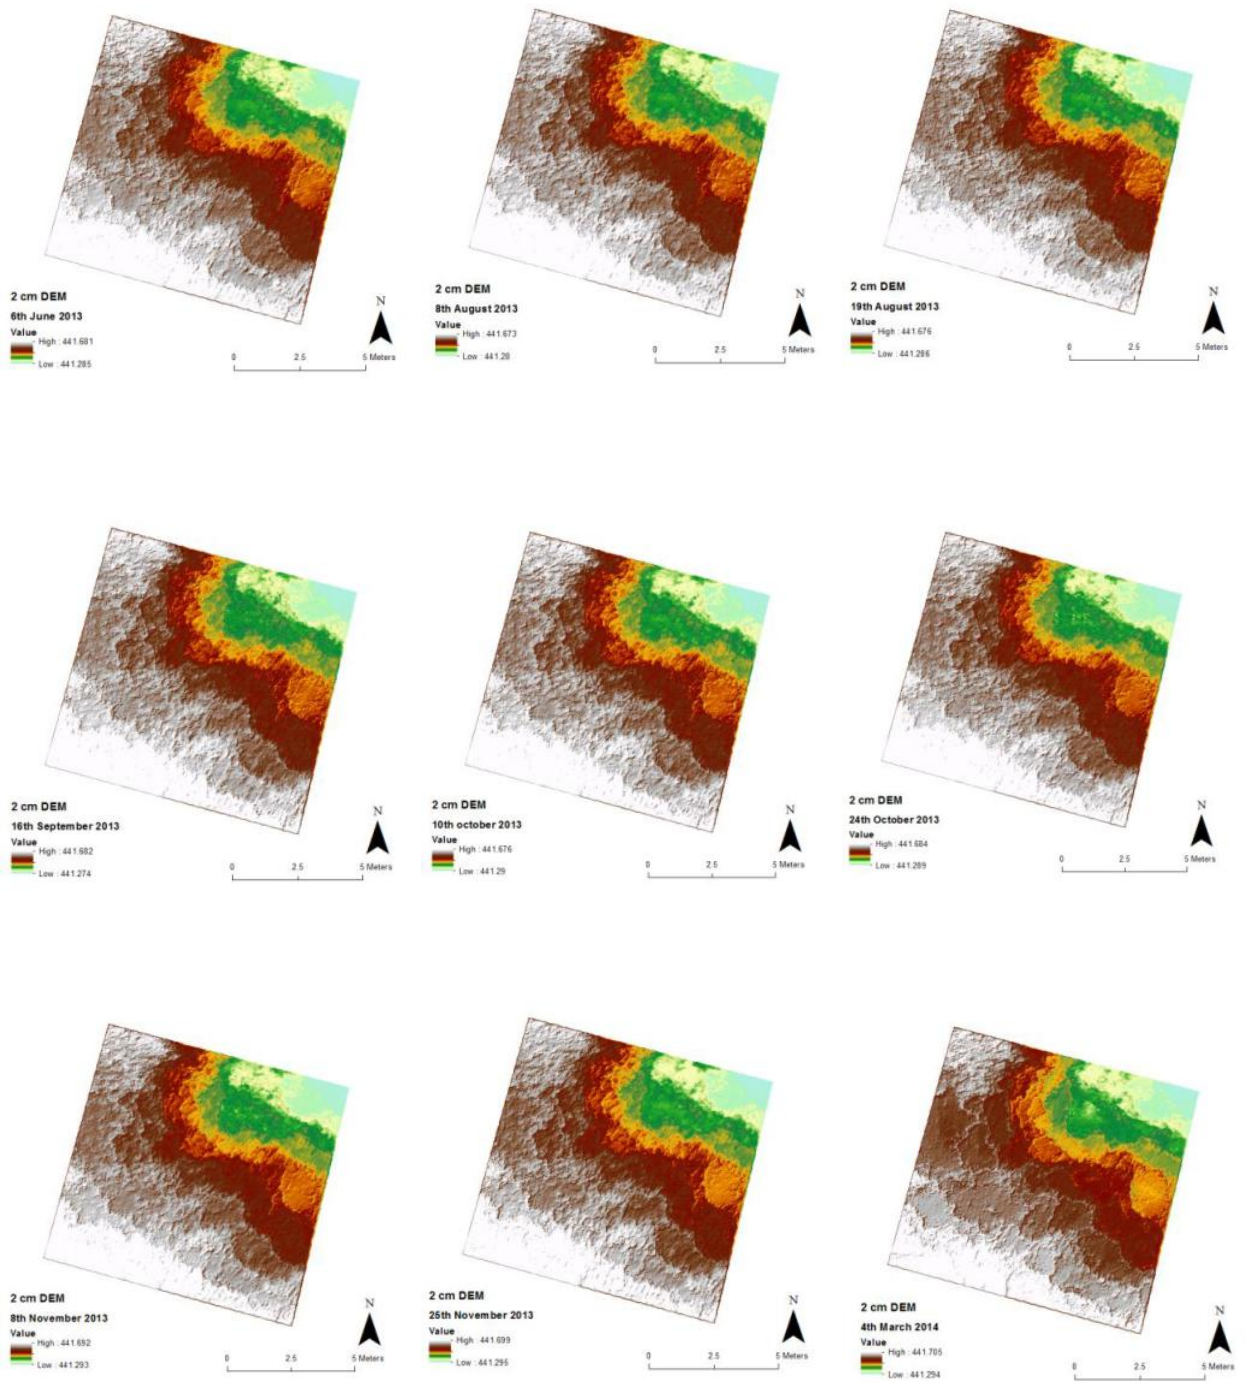 2 cm DEM
6th June 2013
Value
High : 441.681
Low : 441.285
N
0 2.5 5 Meters
2 cm DEM
8th August 2013
Value
High : 441.673
Low : 441.28
N
0 2.5 5 Meters
2 cm DEM
19th August 2013
Value
High : 441.676
Low : 441.286
N
0 2.5 5 Meters
2 cm DEM
16th September 2013
Value
High : 441.682
Low : 441.274
N
0 2.5 5 Meters
2 cm DEM
10th october 2013
Value
High : 441.676
Low : 441.29
N
0 2.5 5 Meters
2 cm DEM
24th October 2013
Value
High : 441.684
Low : 441.289
N
0 2.5 5 Meters
2 cm DEM
8th November 2013
Value
High : 441.692
Low : 441.293
N
0 2.5 5 Meters
2 cm DEM
25th November 2013
Value
High : 441.699
Low : 441.295
N
0 2.5 5 Meters
2 cm DEM
4th March 2014
Value
High : 441.705
Low : 441.294
N
0 2.5 5 Meters